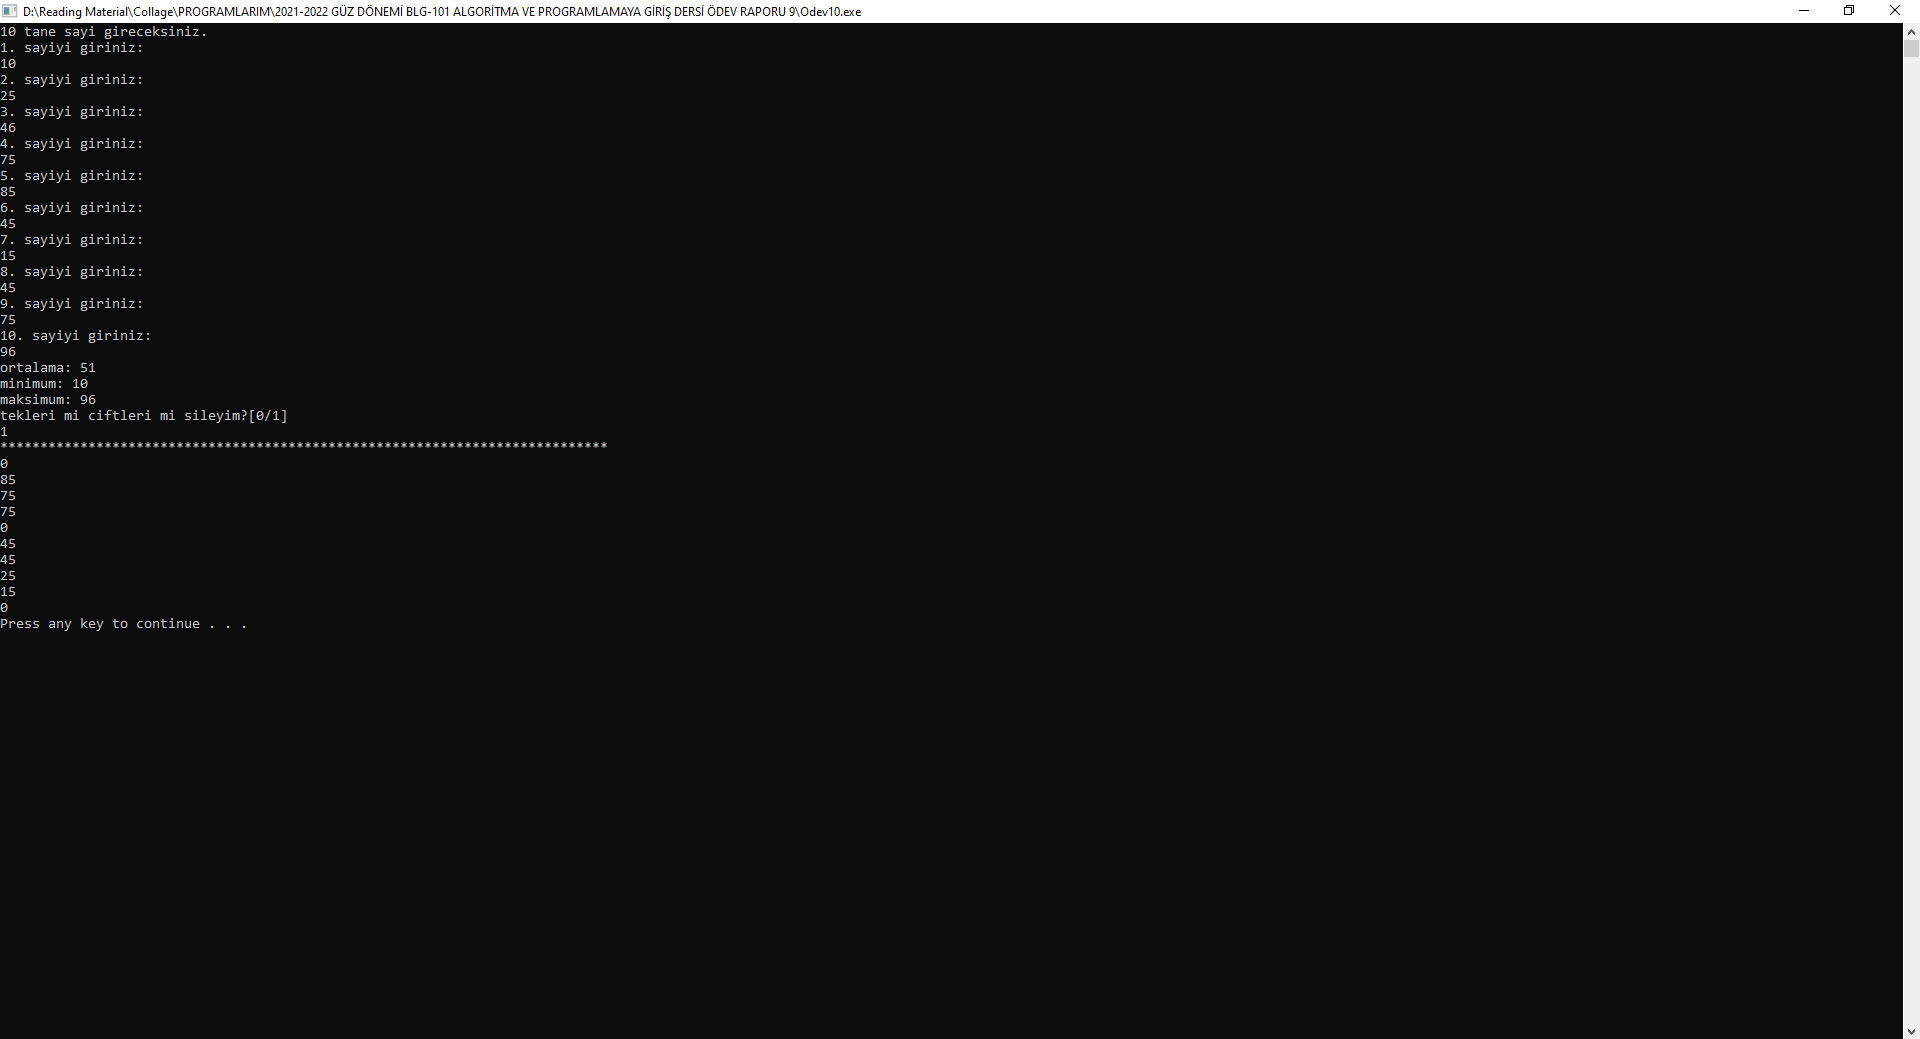 D:\Reading Material\Collage\PROGRAMLARIM\2021-2022 GÜZ DÖNEMİ BLG-101 ALGORİTMA VE PROGRAMLAMAYA GİRİŞ DERSİ ÖDEV RAPORU 9\Odev10.exe
10 tane sayi gireceksiniz.
1. sayiyi giriniz:
10
2. sayiyi giriniz:
25
3. sayiyi giriniz:
46
4. sayiyi giriniz:
75
5. sayiyi giriniz:
85
6. sayiyi giriniz:
45
7. sayiyi giriniz:
15
8. sayiyi giriniz:
45
9. sayiyi giriniz:
75
10. sayiyi giriniz:
96
ortalama: 51
minimum: 10
maksimum: 96
tekleri mi ciftleri mi sileyim?[0/1]
1
****************************************************************************
0
85
75
75
0
45
45
25
15
0
Press any key to continue . . .